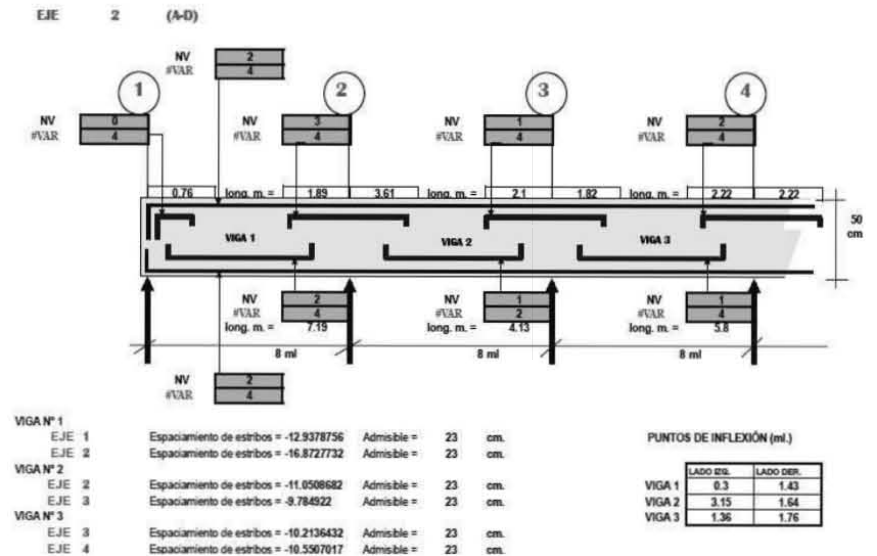 EJE 2 (A-D)
NV 2
#VAR 4
1 2 3 4
NV 0 NV 3 NV 1 NV 2
#VAR 4 #VAR 4 #VAR 4 #VAR 4
0.76 long. m. = 1.89 3.61 long. m. = 2.1 1.82 long. m. = 2.22 2.22
50 cm
VIGA 1 VIGA 2 VIGA 3
NV 2 NV 1 NV 1
#VAR 4 #VAR 2 #VAR 4
long. m. = 7.19 long. m. = 4.13 long. m. = 5.8
8 ml 8 ml 8 ml
NV 2
#VAR 4
VIGA Nº 1
EJE 1 Espaciamiento de estribos = -12.9378756 Admisible = 23 cm.
EJE 2 Espaciamiento de estribos = -16.8727732 Admisible = 23 cm.
VIGA Nº 2
EJE 2 Espaciamiento de estribos = -11.0508682 Admisible = 23 cm.
EJE 3 Espaciamiento de estribos = -9.784922 Admisible = 23 cm.
VIGA Nº 3
EJE 3 Espaciamiento de estribos = -10.2136432 Admisible = 23 cm.
EJE 4 Espaciamiento de estribos = -10.5507017 Admisible = 23 cm.
PUNTOS DE INFLEXIÓN (ml.)
LADO IZQ. LADO DER.
VIGA 1 0.3 1.43
VIGA 2 3.15 1.64
VIGA 3 1.36 1.76